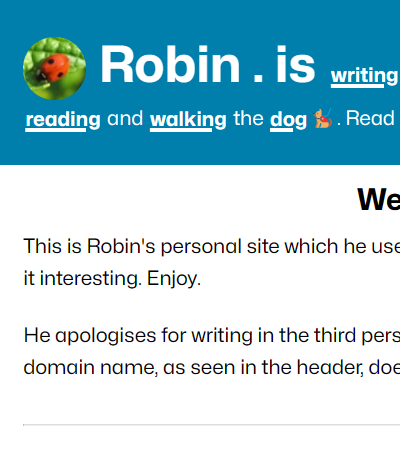 Robin . is writing
reading and walking the dog 🐕‍🦺. Read
We
This is Robin's personal site which he use
it interesting. Enjoy.
He apologises for writing in the third pers
domain name, as seen in the header, doe